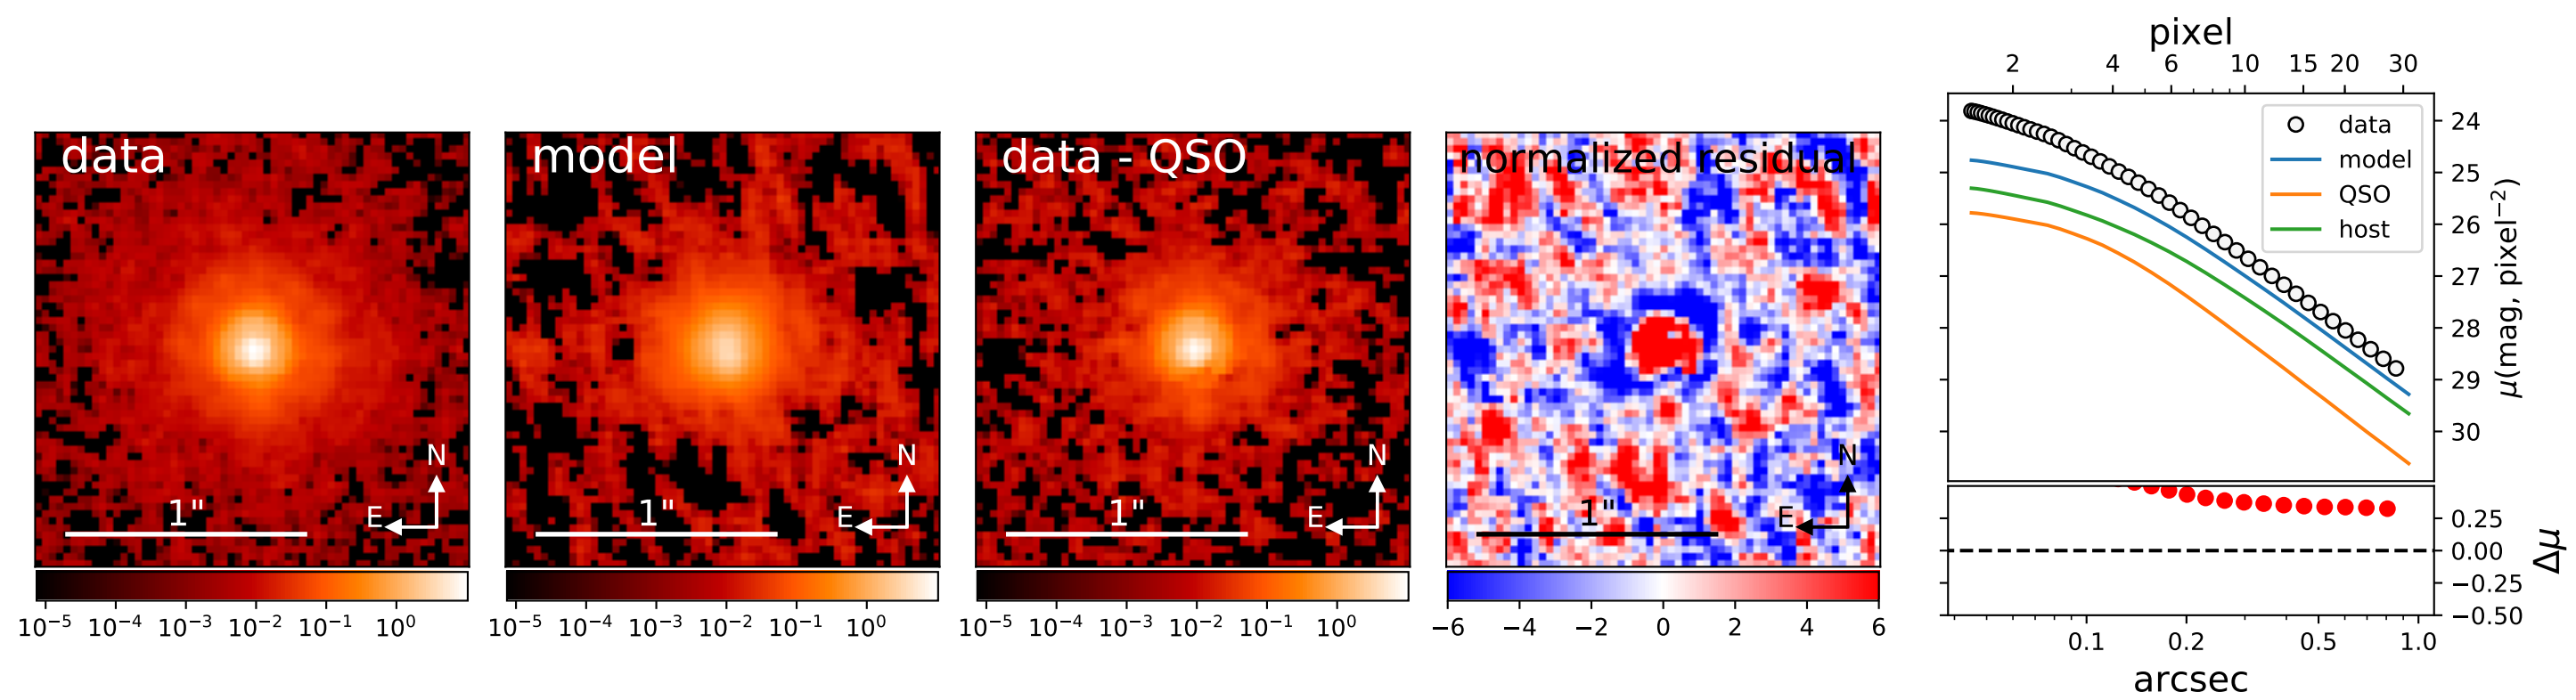 data
1"
N
E
10⁻⁵ 10⁻⁴ 10⁻³ 10⁻² 10⁻¹ 10⁰
model
1"
N
E
10⁻⁵ 10⁻⁴ 10⁻³ 10⁻² 10⁻¹ 10⁰
data - QSO
1"
N
E
10⁻⁵ 10⁻⁴ 10⁻³ 10⁻² 10⁻¹ 10⁰
normalized residual
1"
N
E
−6 −4 −2 0 2 4 6
pixel
2 4 6 10 15 20 30
data
model
QSO
host
24
25
26
27
28
29
30
μ(mag, pixel⁻²)
0.25
0.00
−0.25
−0.50
Δμ
0.1 0.2 0.5 1.0
arcsec